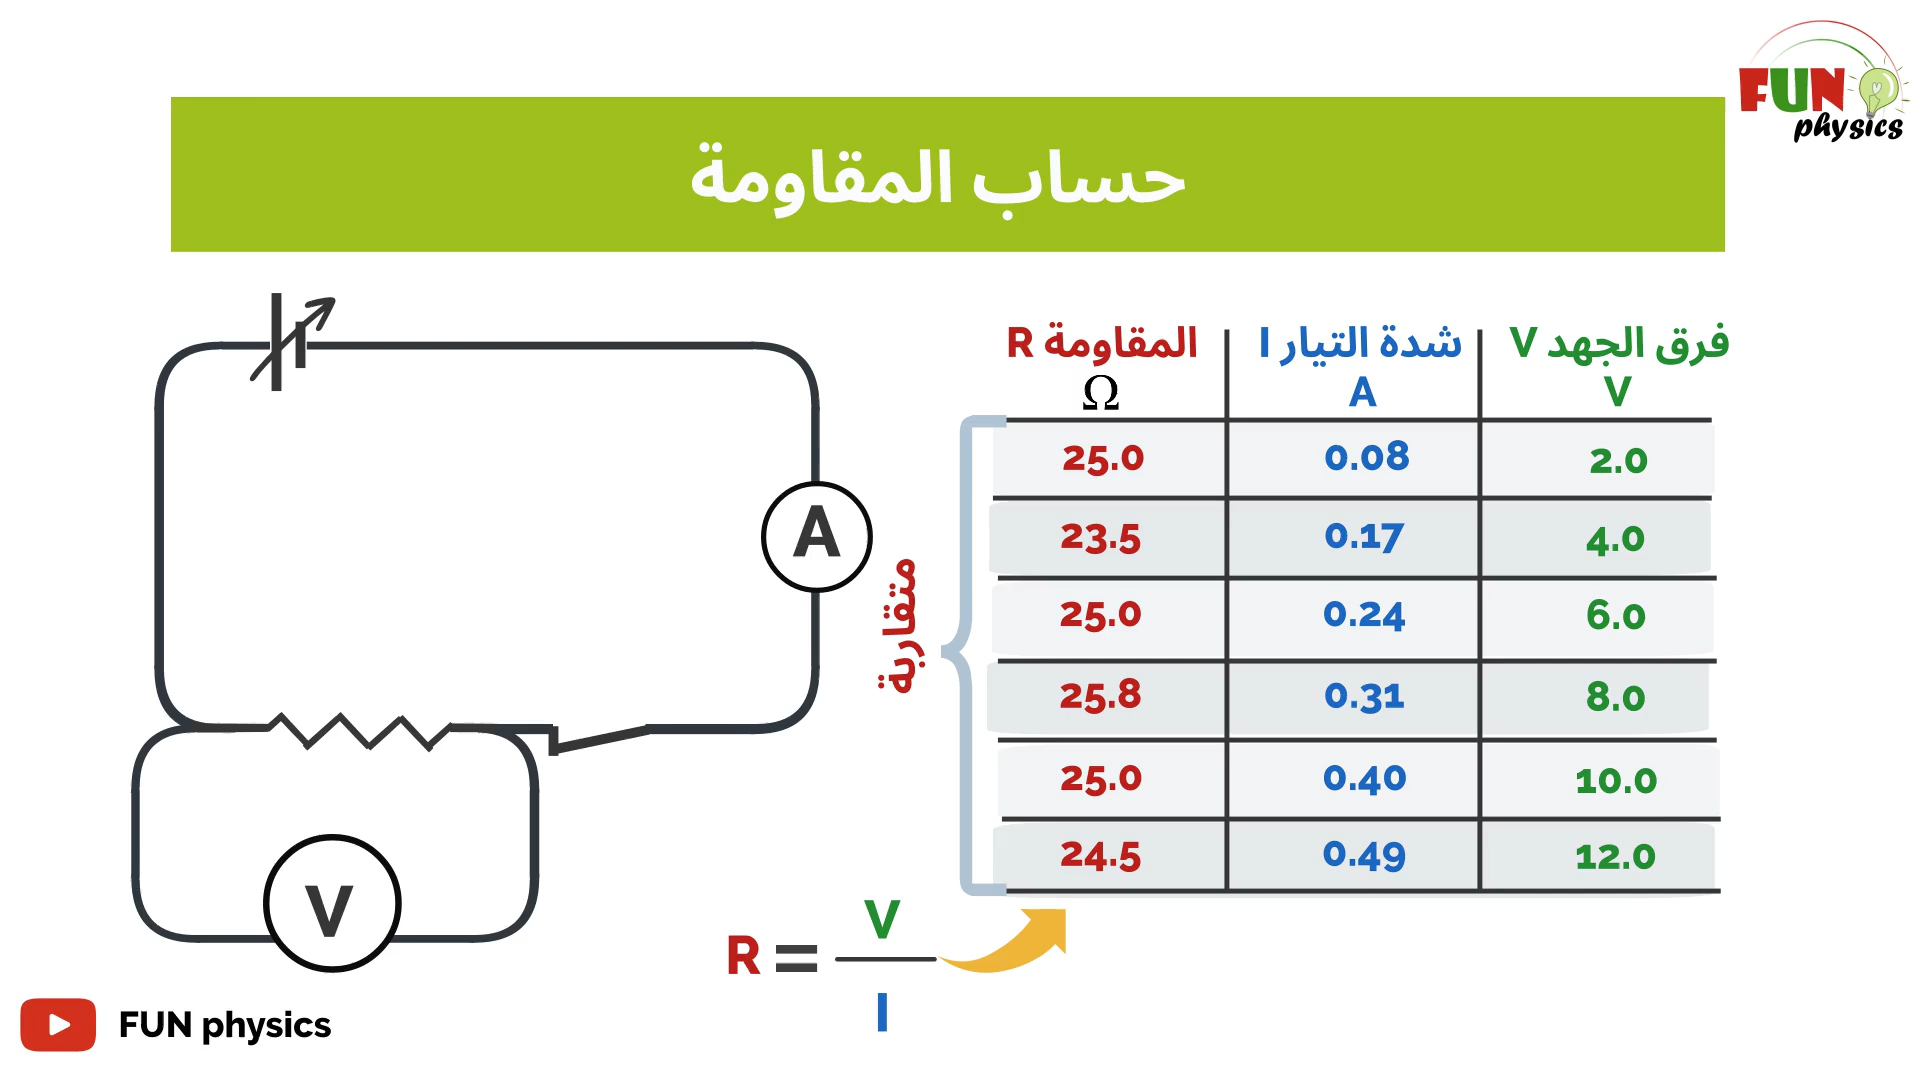 FUN
physics
حساب المقاومة
فرق الجهد V شدة التيار I المقاومة R
V A Ω
2.0 0.08 25.0
4.0 0.17 23.5
6.0 0.24 25.0
8.0 0.31 25.8
10.0 0.40 25.0
12.0 0.49 24.5
متقاربة
A
V
R = V
I
FUN physics